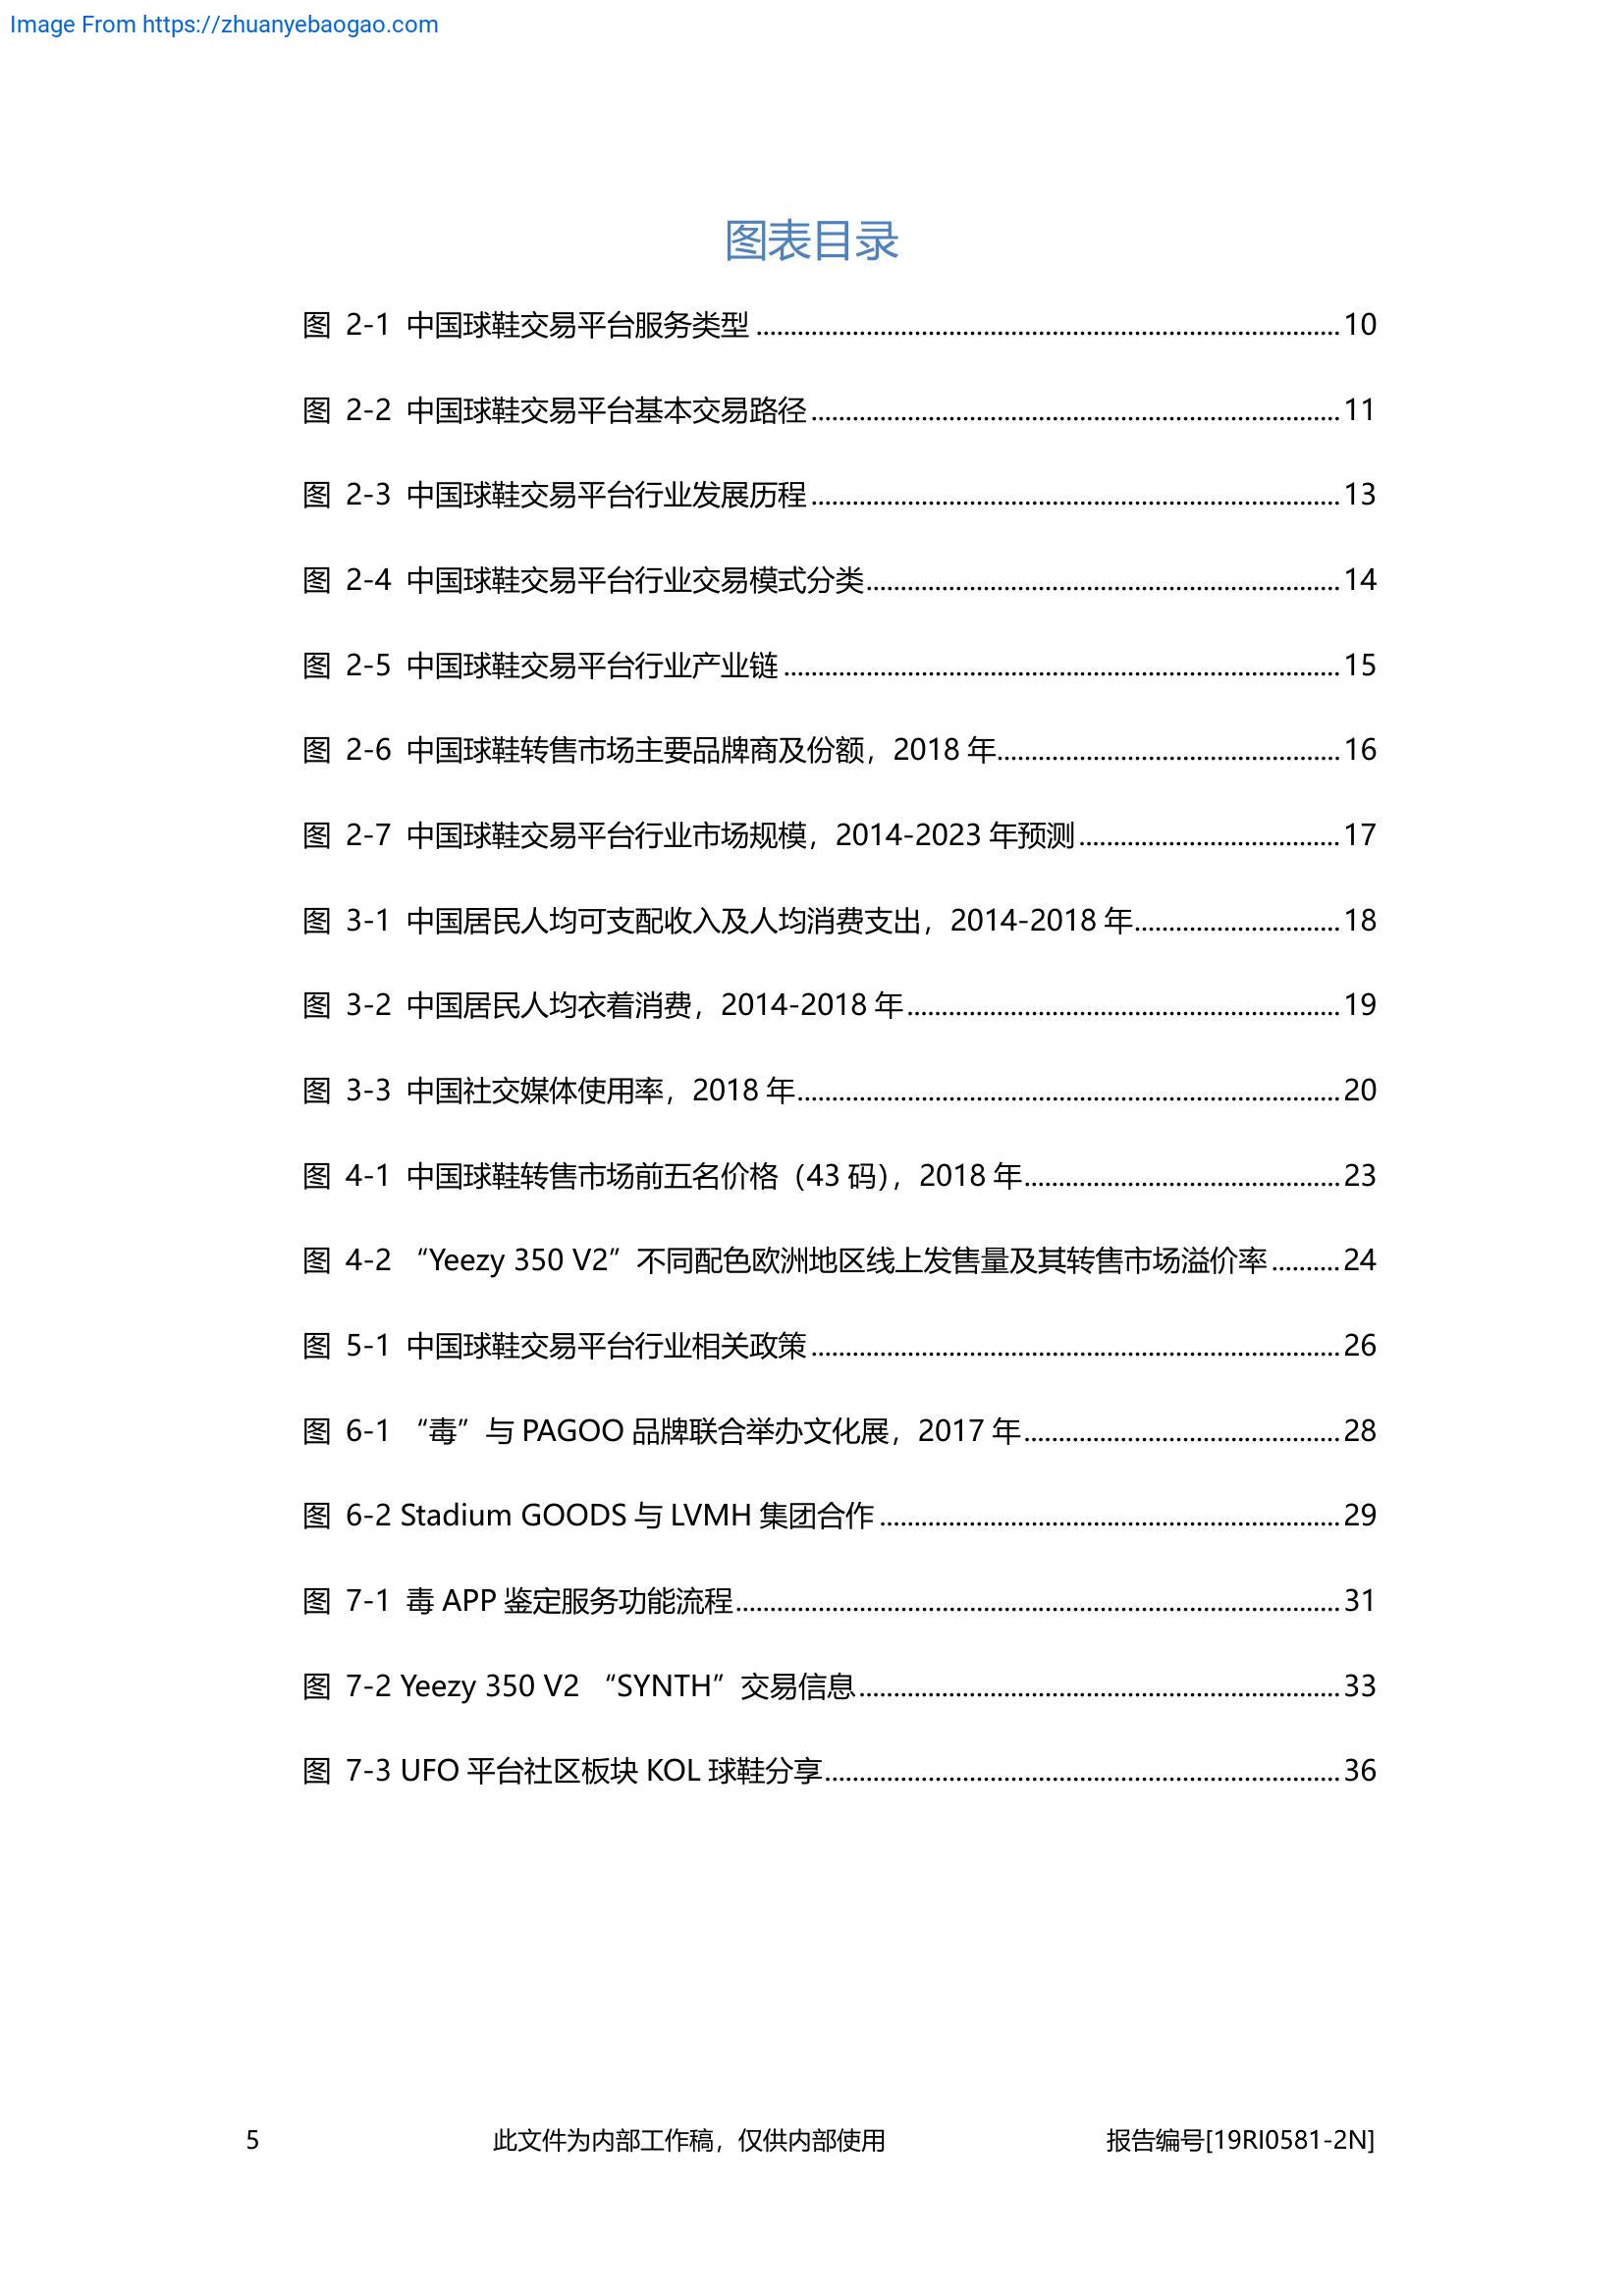 Image From https://zhuanyebaogao.com
图表目录
图 2-1 中国球鞋交易平台服务类型 ........................................ 10
图 2-2 中国球鞋交易平台基本交易路径 ........................................ 11
图 2-3 中国球鞋交易平台行业发展历程 ........................................ 13
图 2-4 中国球鞋交易平台行业交易模式分类 ........................................ 14
图 2-5 中国球鞋交易平台行业产业链 ........................................ 15
图 2-6 中国球鞋转售市场主要品牌商及份额，2018 年 ........................................ 16
图 2-7 中国球鞋交易平台行业市场规模，2014-2023 年预测 ........................................ 17
图 3-1 中国居民人均可支配收入及人均消费支出，2014-2018 年 ........................................ 18
图 3-2 中国居民人均衣着消费，2014-2018 年 ........................................ 19
图 3-3 中国社交媒体使用率，2018 年 ........................................ 20
图 4-1 中国球鞋转售市场前五名价格（43 码），2018 年 ........................................ 23
图 4-2 “Yeezy 350 V2”不同配色欧洲地区线上发售量及其转售市场溢价率 .......... 24
图 5-1 中国球鞋交易平台行业相关政策 ........................................ 26
图 6-1 “毒”与 PAGOO 品牌联合举办文化展，2017 年 ........................................ 28
图 6-2 Stadium GOODS 与 LVMH 集团合作 ........................................ 29
图 7-1 毒 APP 鉴定服务功能流程 ........................................ 31
图 7-2 Yeezy 350 V2 “SYNTH”交易信息 ........................................ 33
图 7-3 UFO 平台社区板块 KOL 球鞋分享 ........................................ 36
5 此文件为内部工作稿，仅供内部使用 报告编号[19RI0581-2N]